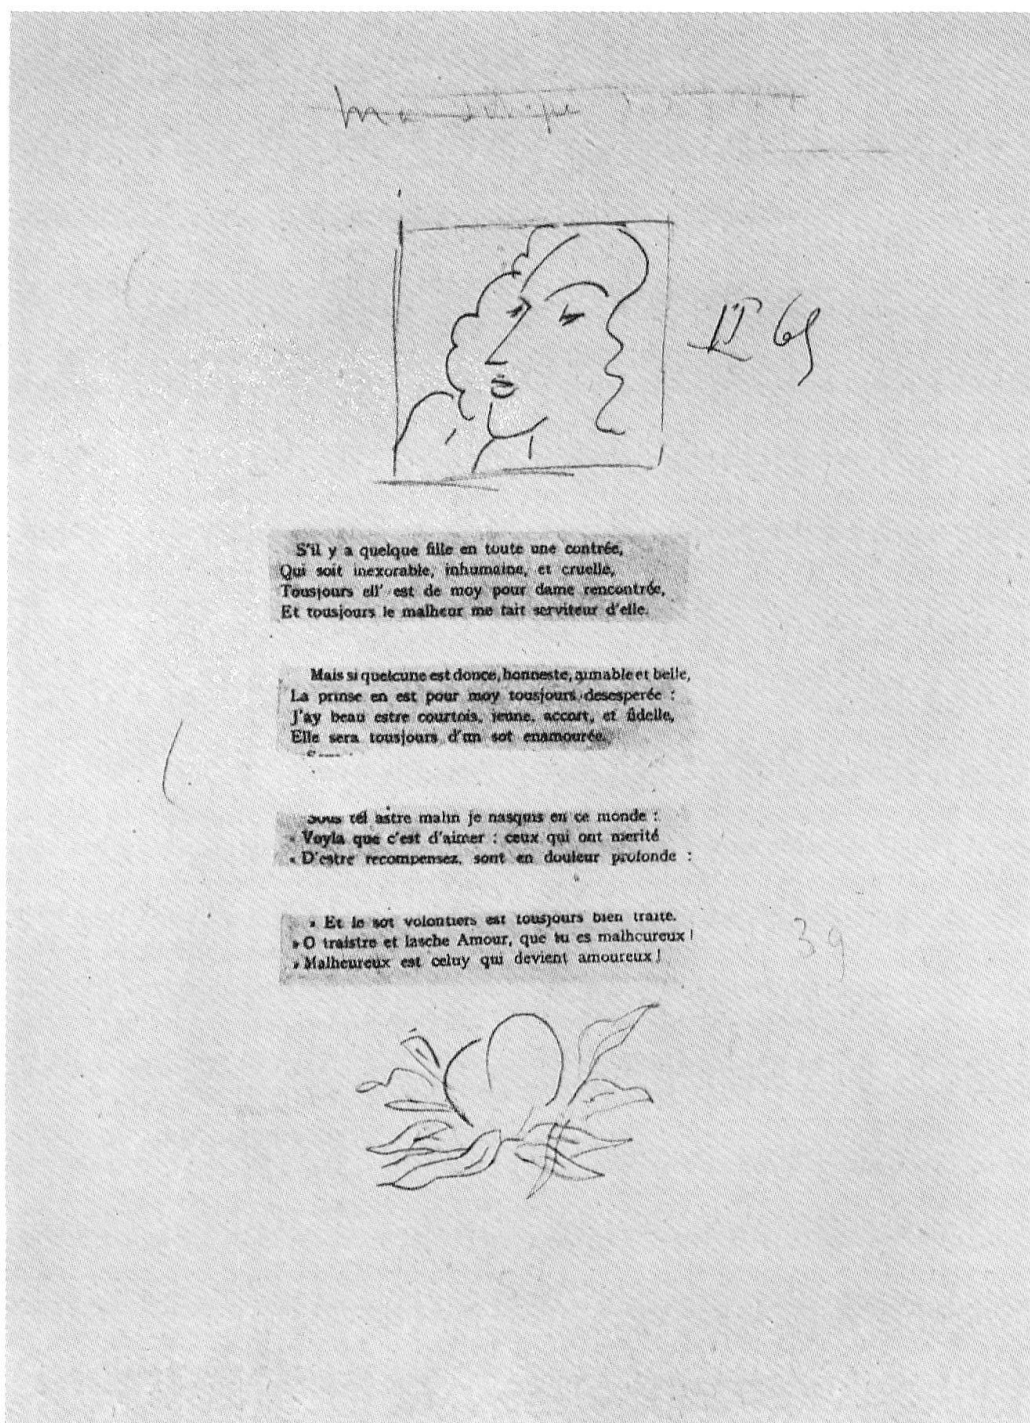 Ma
II 69
S'il y a quelque fille en toute une contrée,
Qui soit inexorable, inhumaine, et cruelle,
Tousjours ell' est de moy pour dame rencontrée,
Et tousjours le malheur me fait serviteur d'elle.
Mais si quelcune est douce, honneste, aimable et belle,
La prinse en est pour moy tousjours desesperée :
J'ay beau estre courtois, jeune, accort, et fidelle,
Elle sera tousjours d'un sot enamourée.
Sous tel astre malin je nasquis en ce monde :
« Voyla que c'est d'aimer : ceux qui ont merité
« D'estre recompensez, sont en douleur profonde :
» Et le sot volontiers est tousjours bien traité.
» O traistre et lasche Amour, que tu es malheureux !
» Malheureux est celuy qui devient amoureux !
39